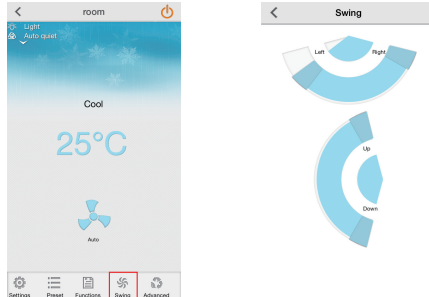 room
Light
Auto quiet
Cool
25°C
Auto
Settings
Preset
Functions
Swing
Advanced
Swing
Left
Right
Up
Down